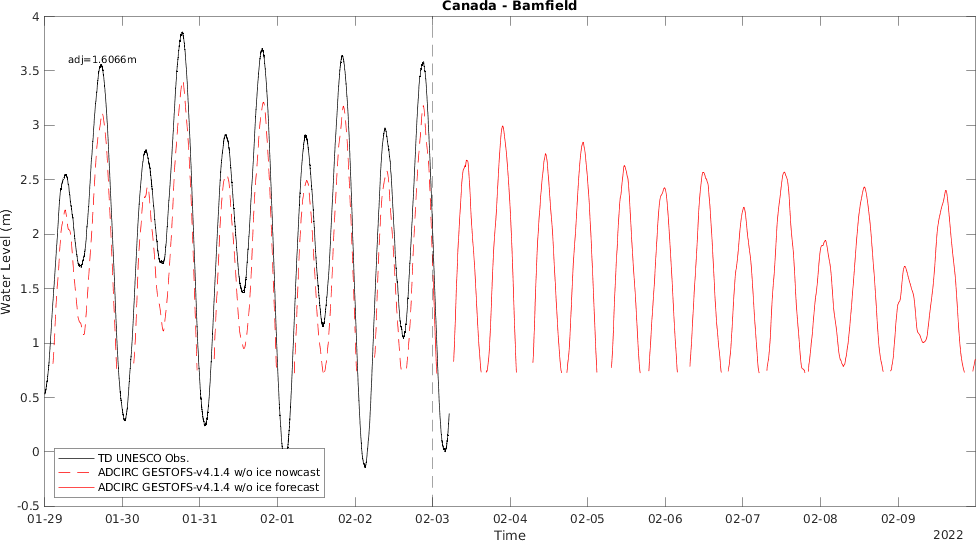 Canada - Bamfield
adj=1.6066m
4
3.5
3
2.5
2
1.5
1
0.5
0
-0.5
Water Level (m)
TD UNESCO Obs.
ADCIRC GESTOFS-v4.1.4 w/o ice nowcast
ADCIRC GESTOFS-v4.1.4 w/o ice forecast
01-29 01-30 01-31 02-01 02-02 02-03 02-04 02-05 02-06 02-07 02-08 02-09
Time
2022